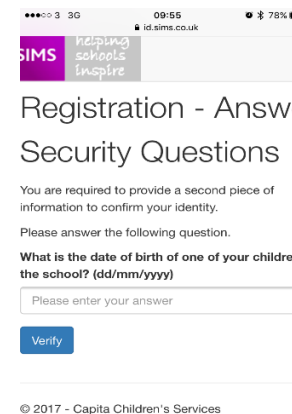 3 3G 09:55 78%
id.sims.co.uk
SIMS helping
schools
inspire
Registration - Answ
Security Questions
You are required to provide a second piece of
information to confirm your identity.
Please answer the following question.
What is the date of birth of one of your childre
the school? (dd/mm/yyyy)
Please enter your answer
Verify
© 2017 - Capita Children's Services